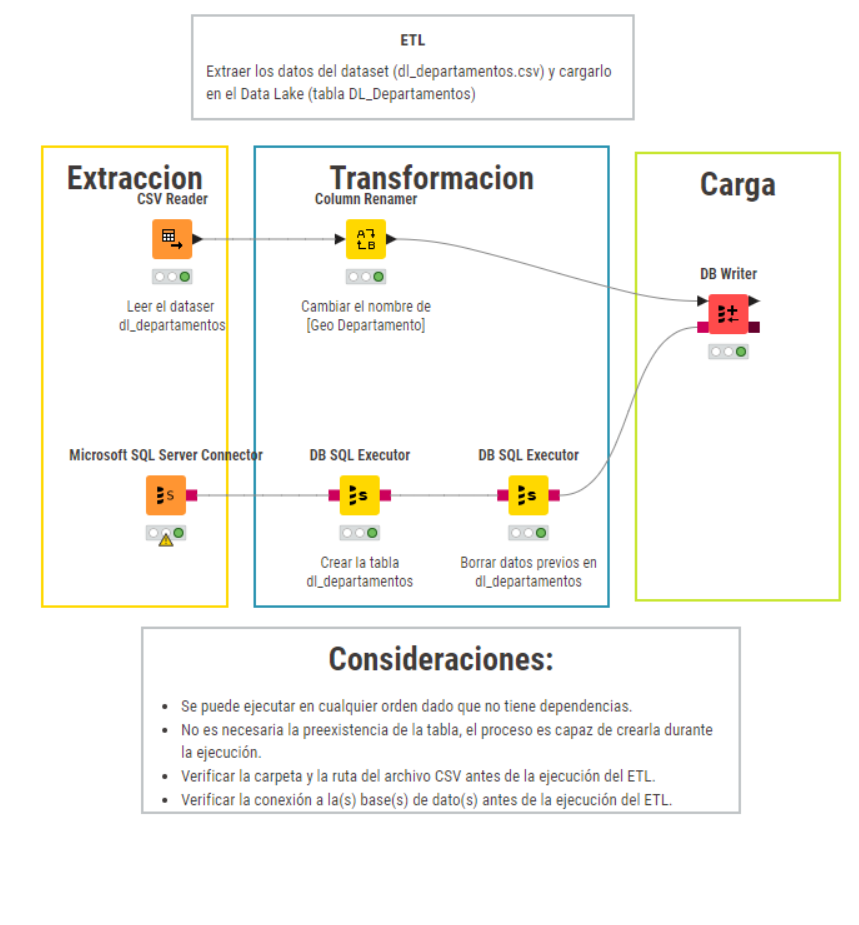 ETL
Extraer los datos del dataset (dl_departamentos.csv) y cargarlo
en el Data Lake (tabla DL_Departamentos)
Extraccion
Transformacion
Carga
CSV Reader
Column Renamer
DB Writer
Leer el dataser
dl_departamentos
Cambiar el nombre de
[Geo Departamento]
Microsoft SQL Server Connector
DB SQL Executor
DB SQL Executor
Crear la tabla
dl_departamentos
Borrar datos previos en
dl_departamentos
Consideraciones:
• Se puede ejecutar en cualquier orden dado que no tiene dependencias.
• No es necesaria la preexistencia de la tabla, el proceso es capaz de crearla durante
la ejecución.
• Verificar la carpeta y la ruta del archivo CSV antes de la ejecución del ETL.
• Verificar la conexión a la(s) base(s) de dato(s) antes de la ejecución del ETL.